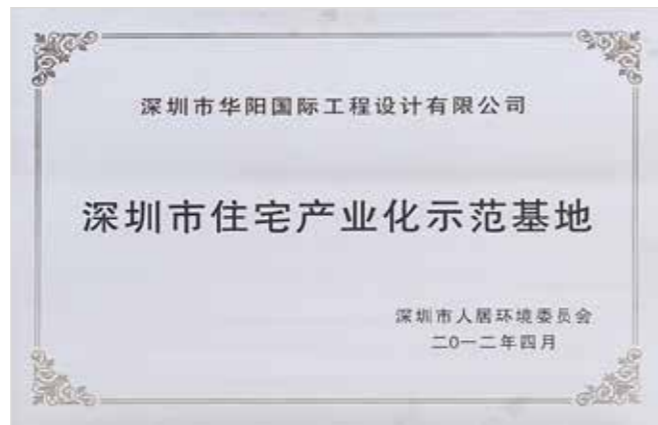 深圳市华阳国际工程设计有限公司
深圳市住宅产业化示范基地
深圳市人居环境委员会
二0一二年四月